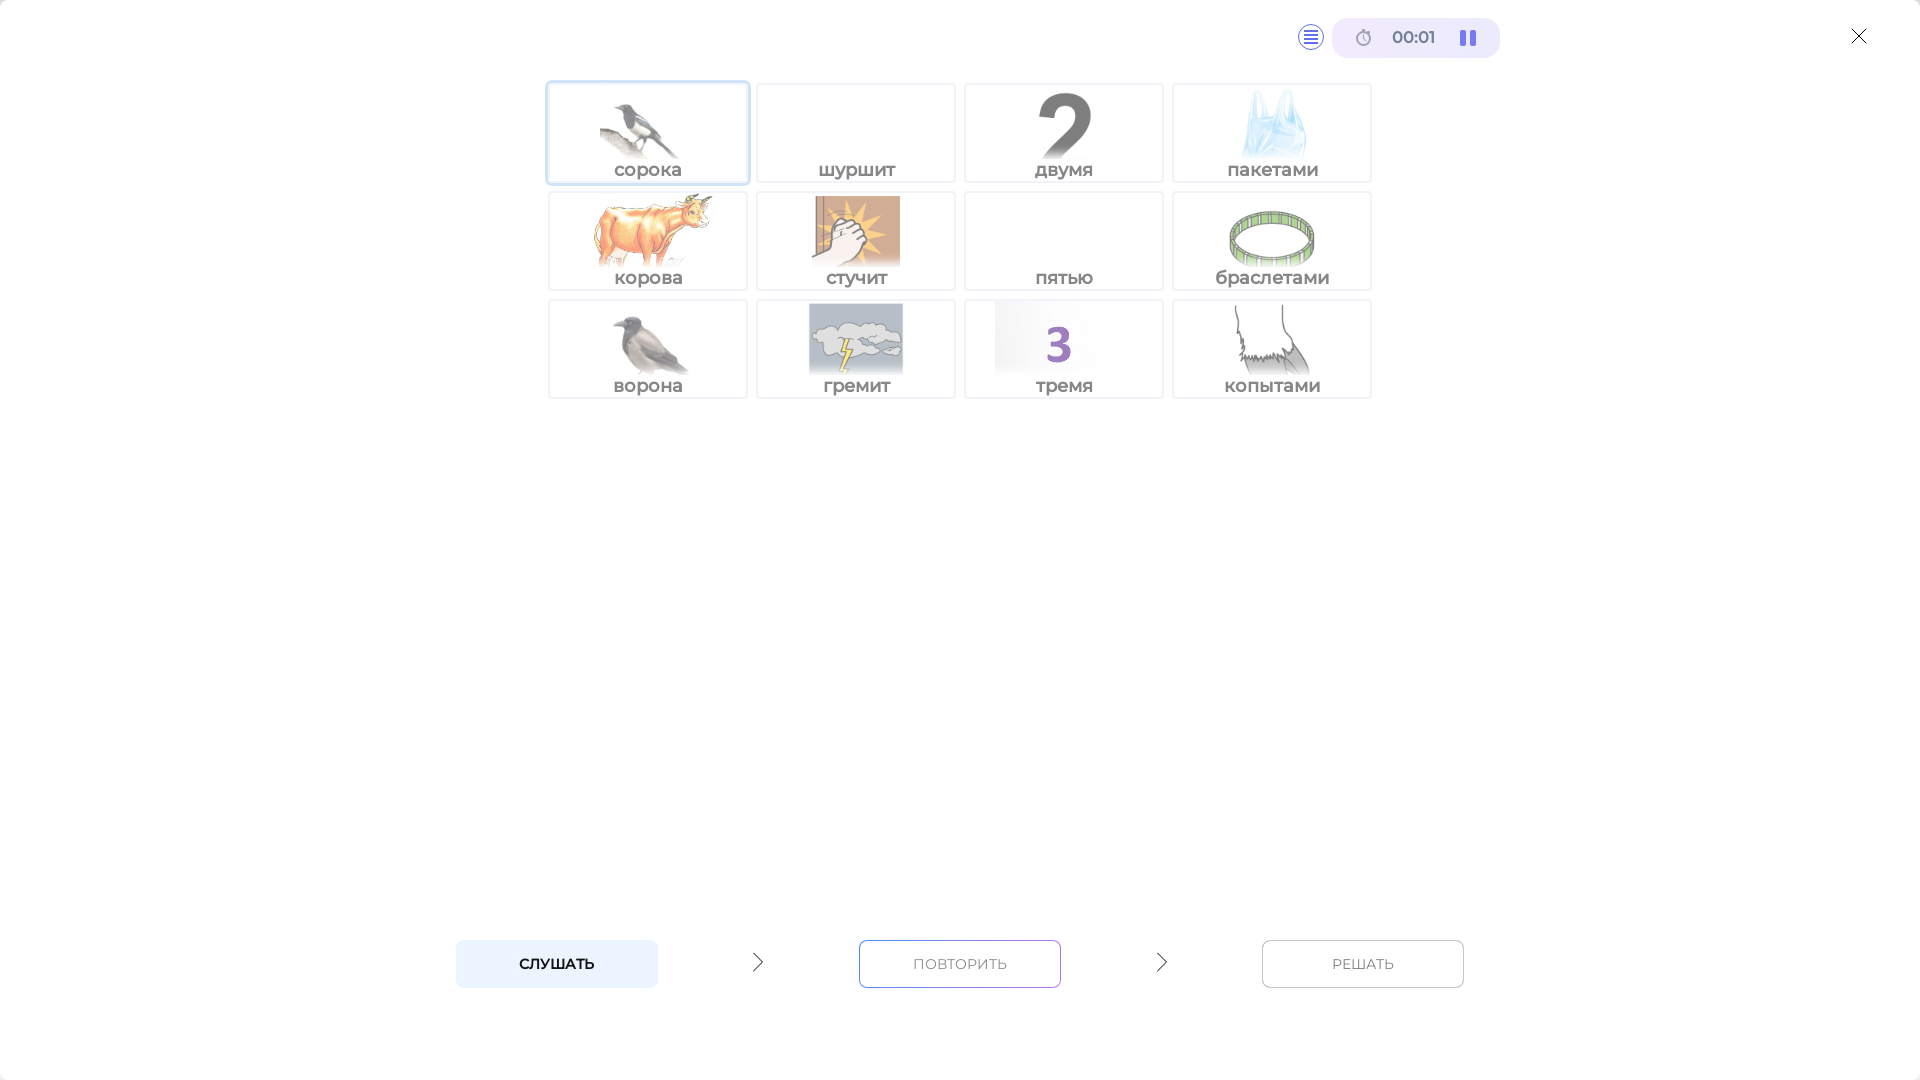 00:01
сорока
шуршит
2
двумя
пакетами
корова
стучит
пятью
браслетами
ворона
гремит
3
тремя
копытами
СЛУШАТЬ
ПОВТОРИТЬ
РЕШАТЬ